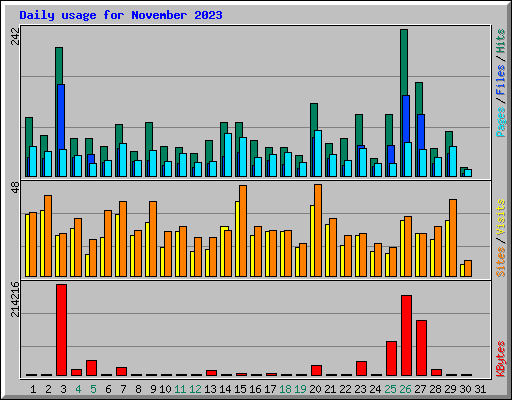 Daily usage for November 2023
242
48
214216
Pages / Files / Hits
Sites / Visits
KBytes
1 2 3 4 5 6 7 8 9 10 11 12 13 14 15 16 17 18 19 20 21 22 23 24 25 26 27 28 29 30 31